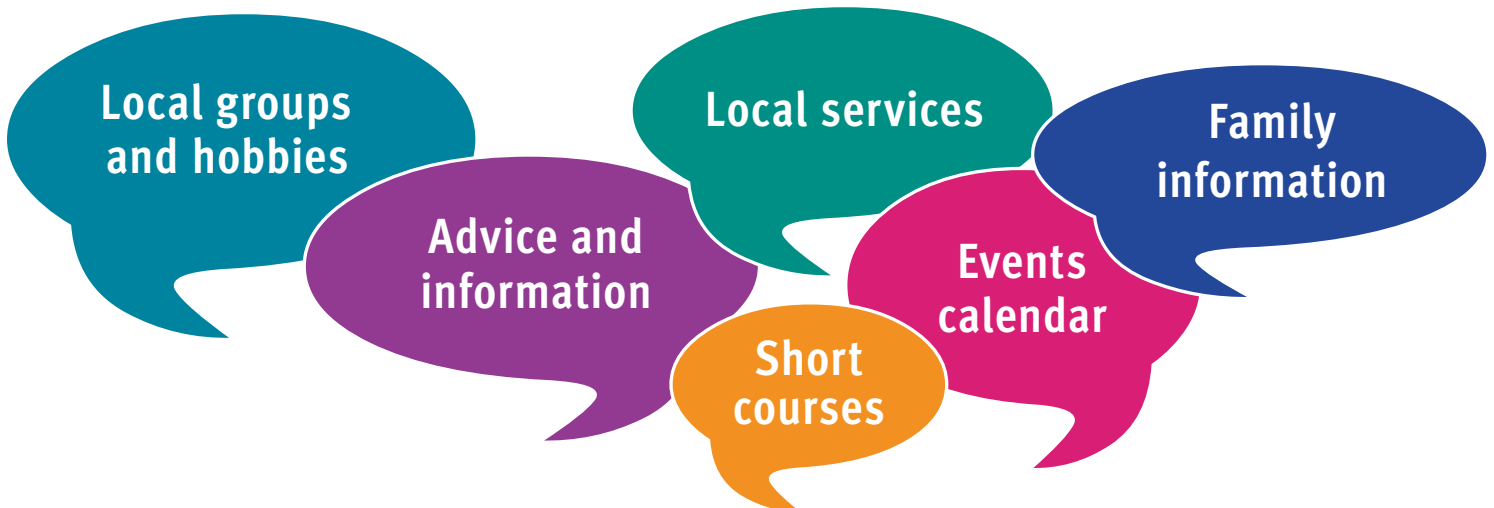 Local groups
and hobbies
Advice and
information
Local services
Family
information
Events
calendar
Short
courses